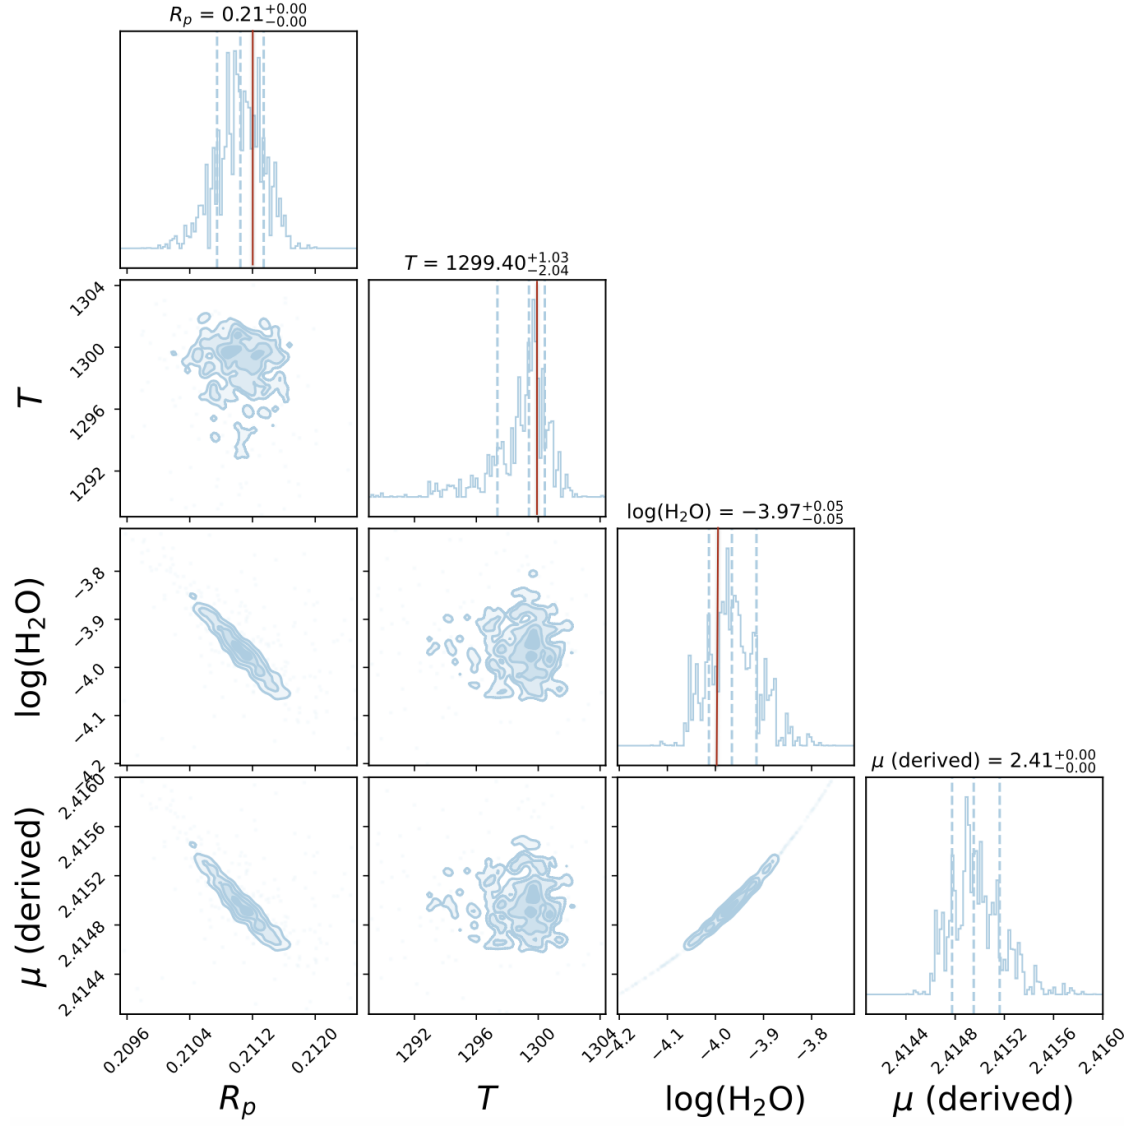 R_p = 0.21^{+0.00}_{-0.00}
T = 1299.40^{+1.03}_{-2.04}
1304
1300
1296
1292
T
log(H₂O) = −3.97^{+0.05}_{-0.05}
−3.8
−3.9
−4.0
−4.1
−4.2
log(H₂O)
μ (derived) = 2.41^{+0.00}_{-0.00}
2.4160
2.4156
2.4152
2.4148
2.4144
μ (derived)
0.2096 0.2104 0.2112 0.2120
1292 1296 1300 1304
−4.2 −4.1 −4.0 −3.9 −3.8
2.4144 2.4148 2.4152 2.4156 2.4160
R_p T log(H₂O) μ (derived)